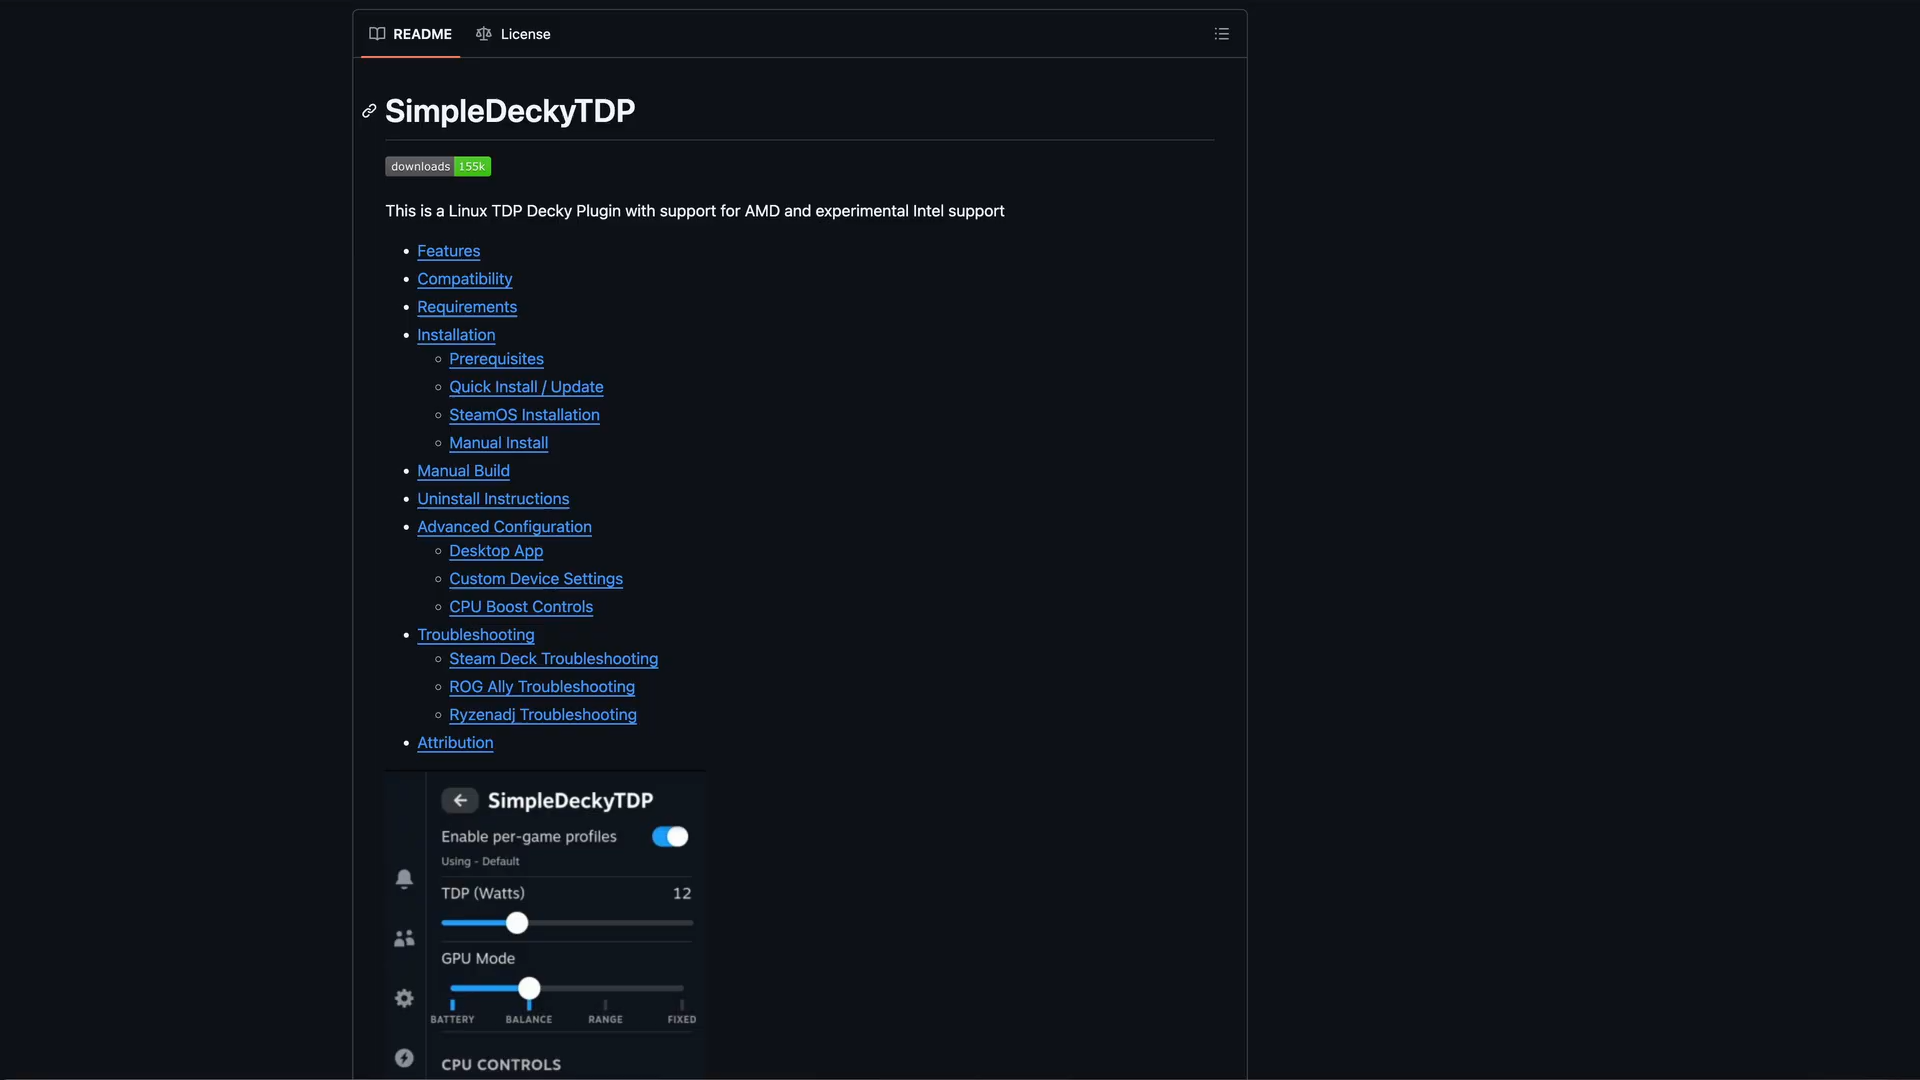 README License
SimpleDeckyTDP
downloads 155k
This is a Linux TDP Decky Plugin with support for AMD and experimental Intel support
Features
Compatibility
Requirements
Installation
Prerequisites
Quick Install / Update
SteamOS Installation
Manual Install
Manual Build
Uninstall Instructions
Advanced Configuration
Desktop App
Custom Device Settings
CPU Boost Controls
Troubleshooting
Steam Deck Troubleshooting
ROG Ally Troubleshooting
Ryzenadj Troubleshooting
Attribution
SimpleDeckyTDP
Enable per-game profiles
Using - Default
TDP (Watts) 12
GPU Mode
BATTERY BALANCE RANGE FIXED
CPU CONTROLS